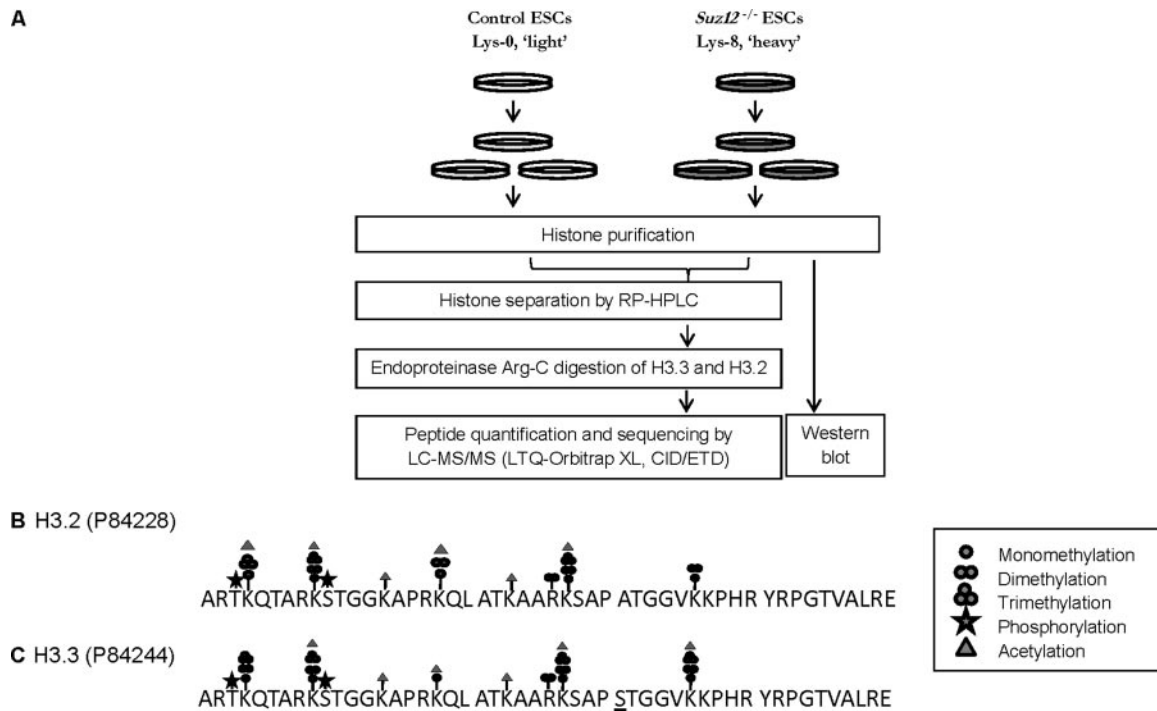 A
Control ESCs
Lys-0, ‘light’
Suz12 -/- ESCs
Lys-8, ‘heavy’
Histone purification
Histone separation by RP-HPLC
Endoproteinase Arg-C digestion of H3.3 and H3.2
Peptide quantification and sequencing by
LC-MS/MS (LTQ-Orbitrap XL, CID/ETD)
Western
blot
B H3.2 (P84228)
ARTKQTARKSTGGKAPRKQL ATKAARKSAP ATGGVKKPHR YRPGTVALRE
C H3.3 (P84244)
ARTKQTARKSTGGKAPRKQL ATKAARKSAP STGGVKKPHR YRPGTVALRE
Monomethylation
Dimethylation
Trimethylation
Phosphorylation
Acetylation